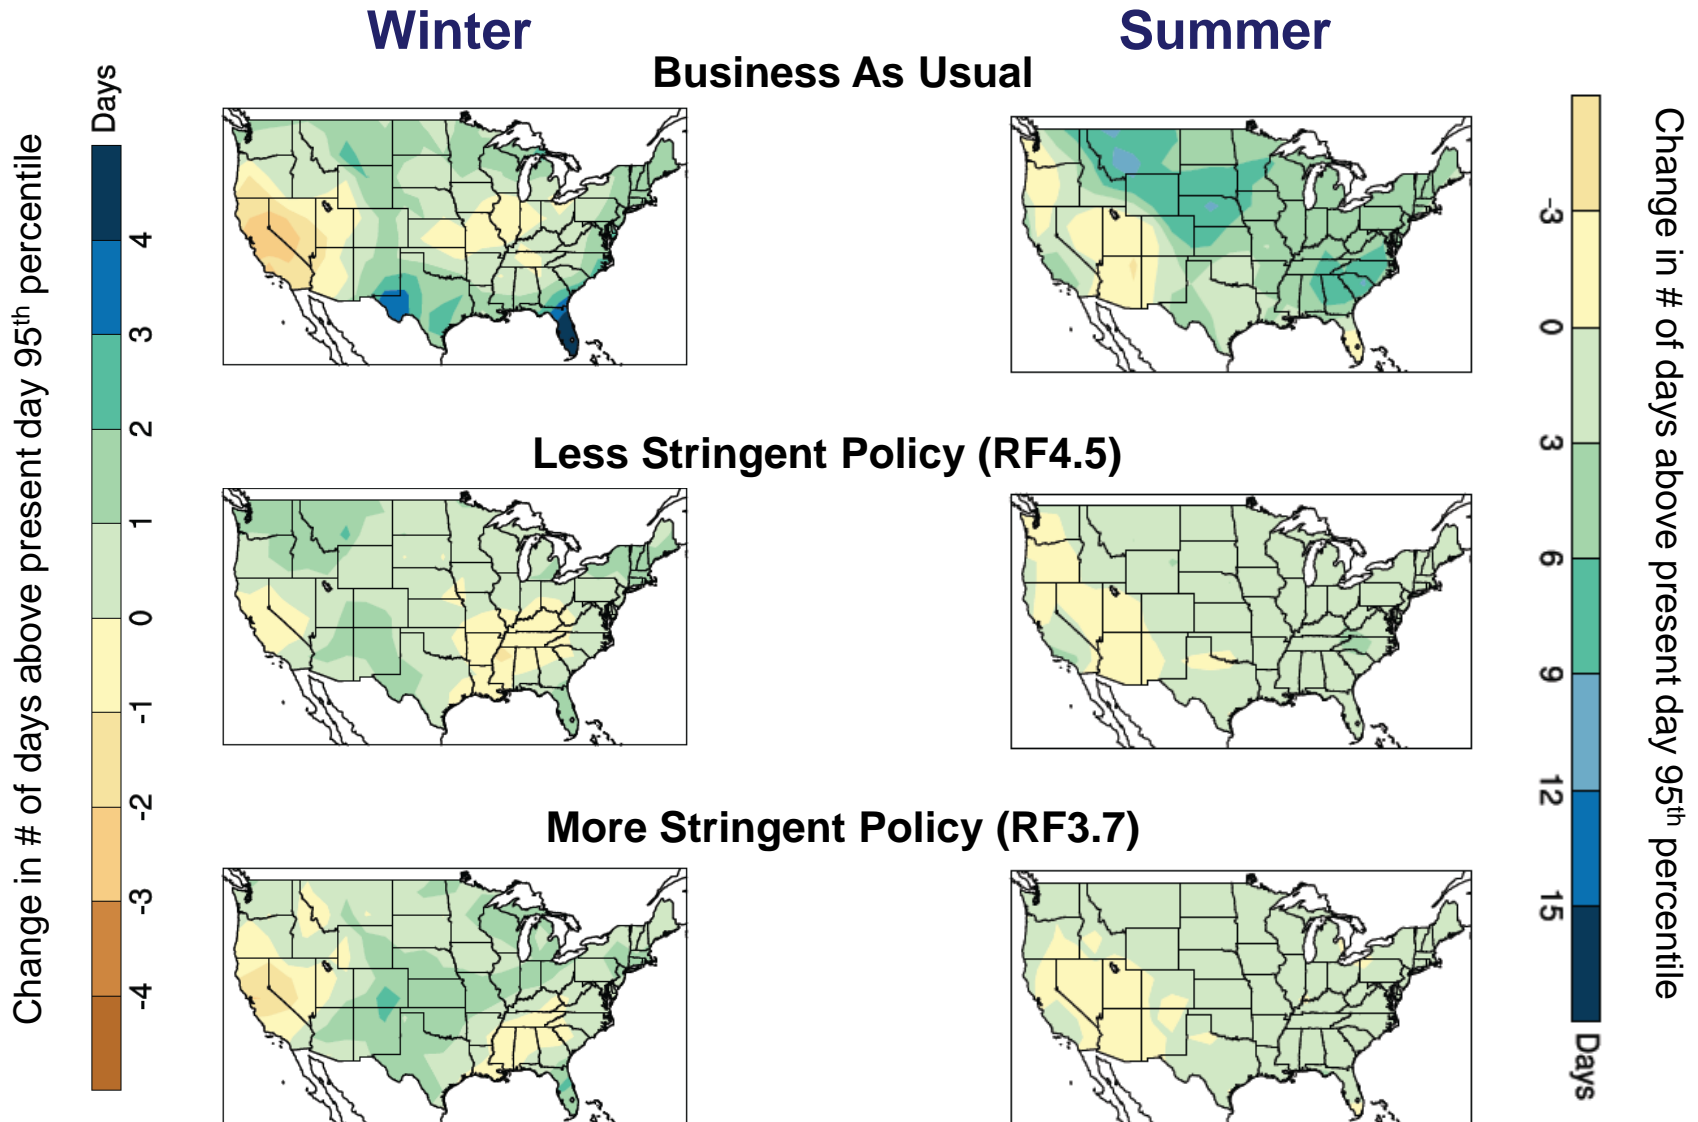 Winter
Summer
Business As Usual
Days
4
3
2
1
0
-1
-2
-3
-4
Change in # of days above present day 95th percentile
-3
0
3
6
9
12
15
Days
Change in # of days above present day 95th percentile
Less Stringent Policy (RF4.5)
More Stringent Policy (RF3.7)